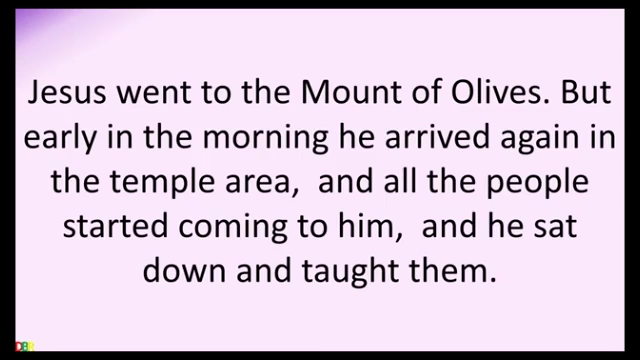 Jesus went to the Mount of Olives. But
early in the morning he arrived again in
the temple area,  and all the people
started coming to him,  and he sat
down and taught them.